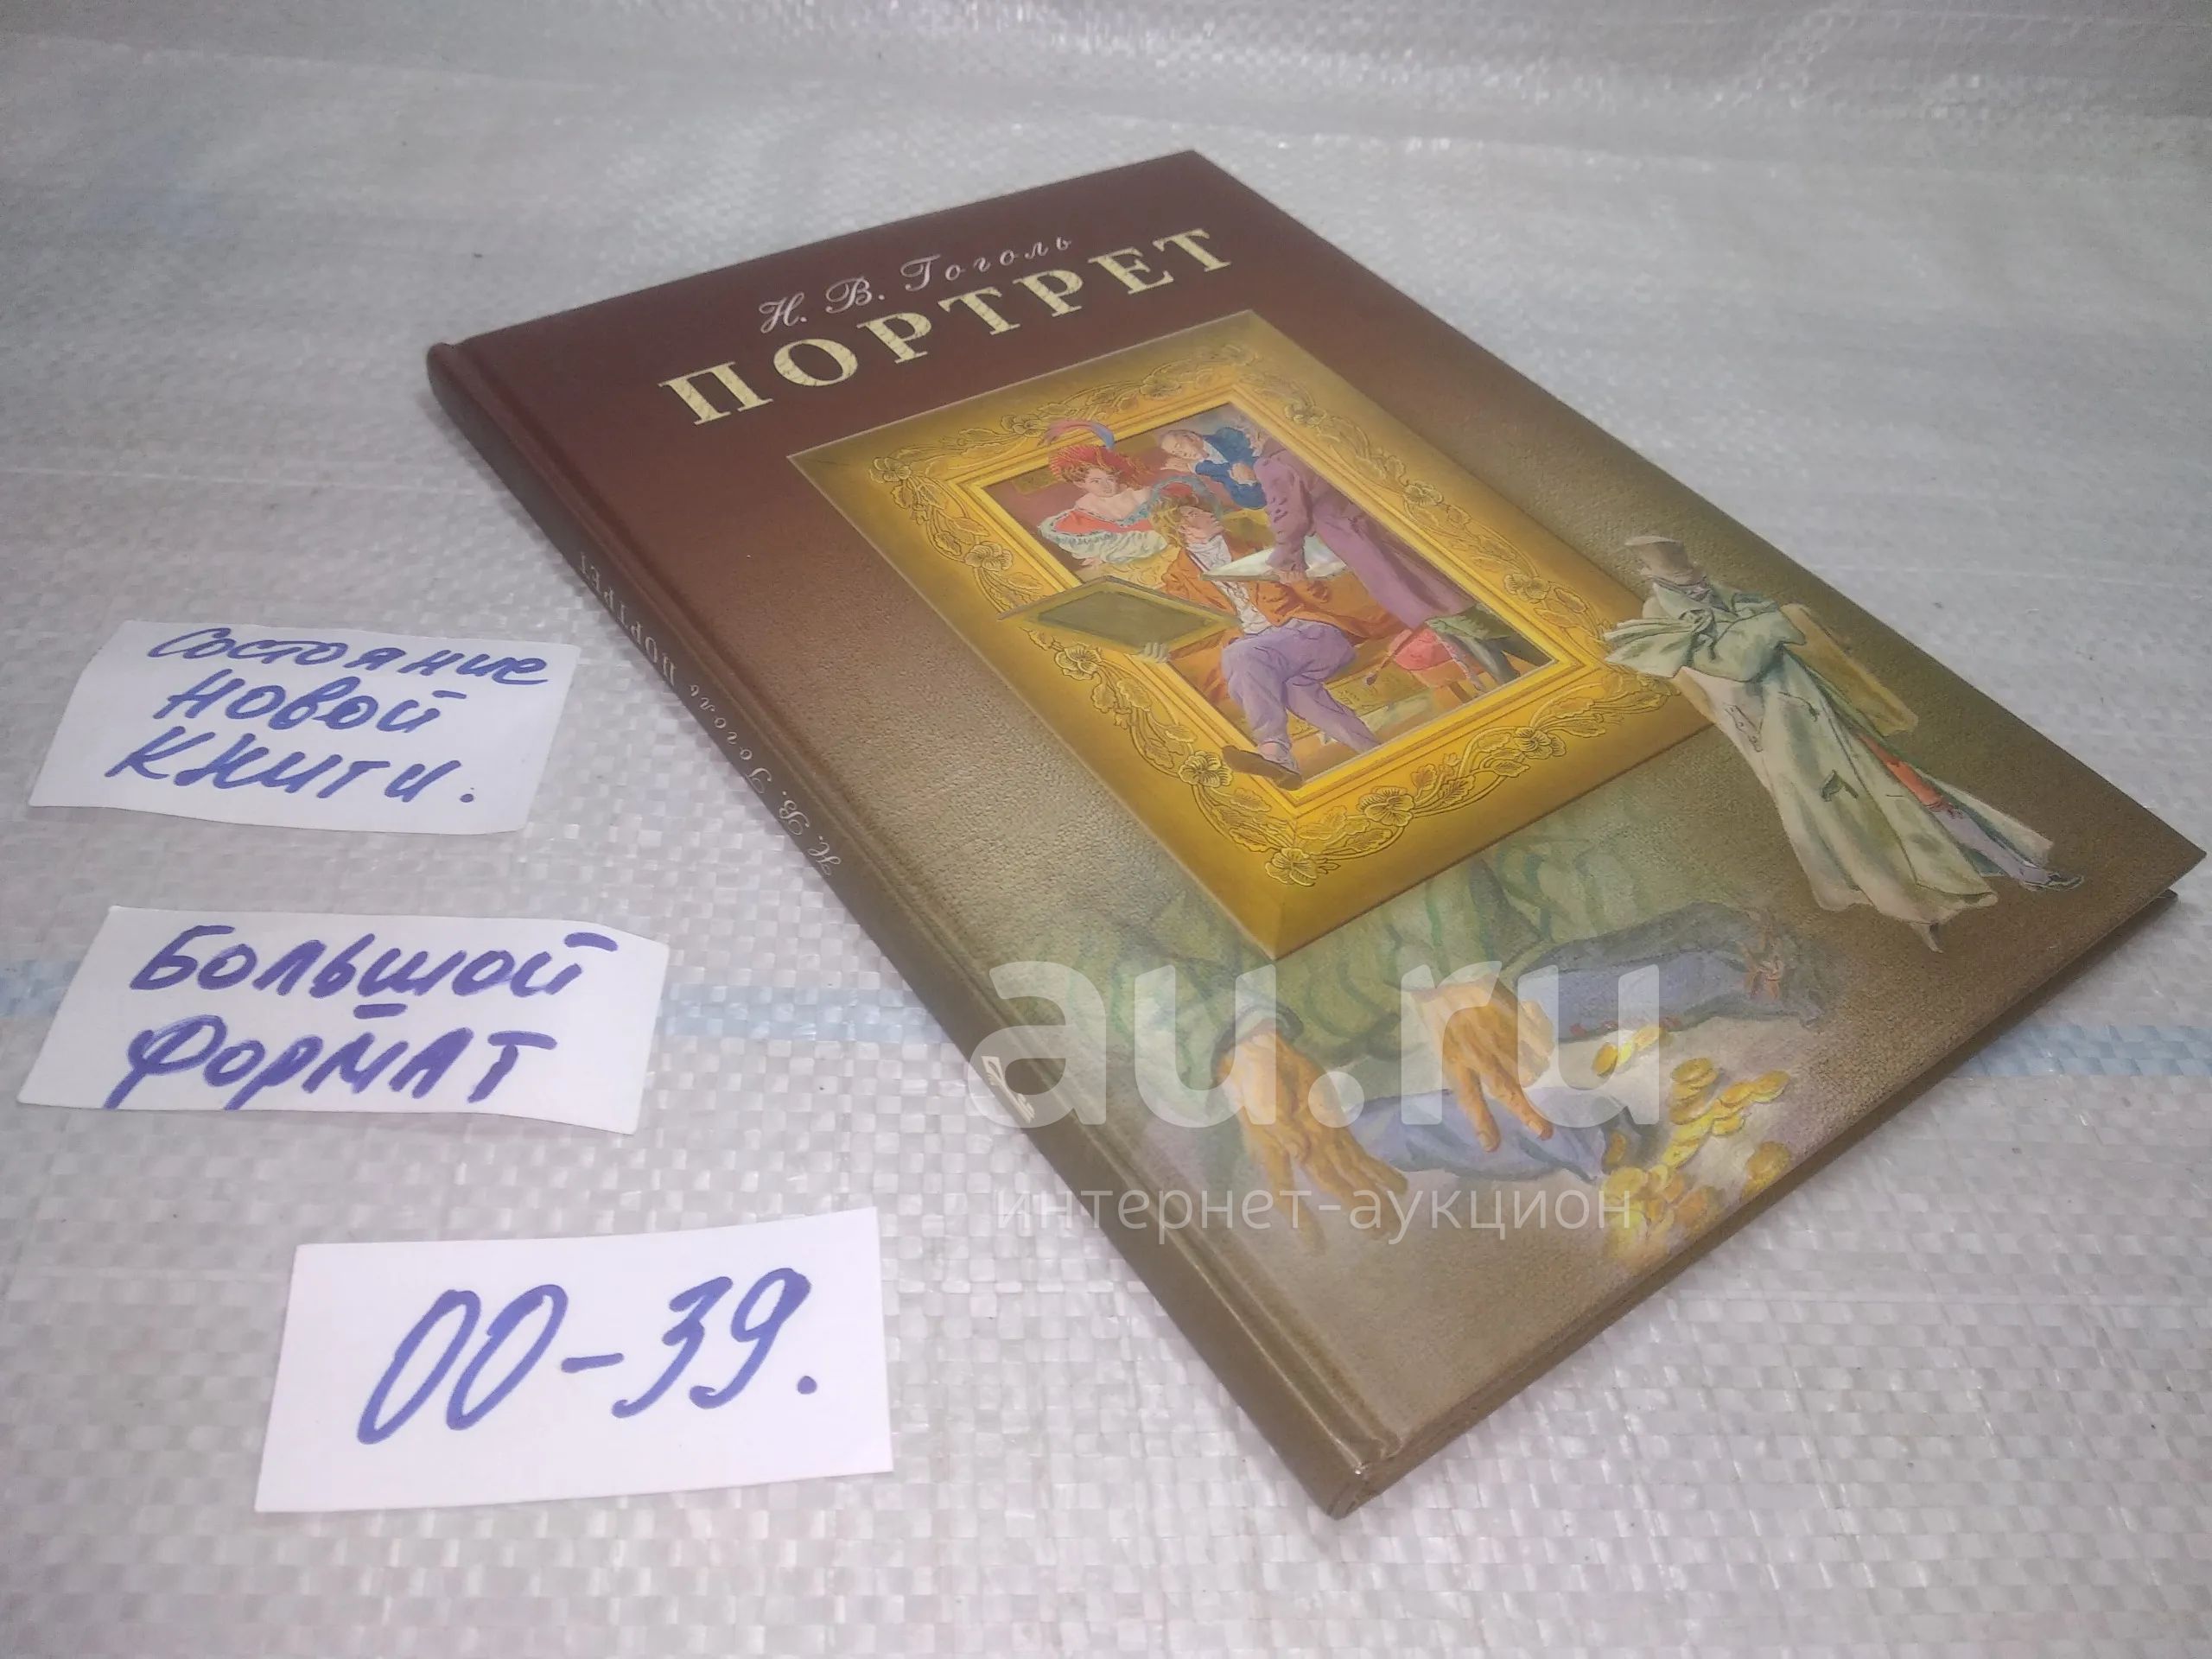 Н. В. Гоголь
ПОРТРЕТ
Н. В. Гоголь ПОРТРЕТ
Состояние
новой
книги.
Большой
формат
00-39.
au.ru
интернет-аукцион